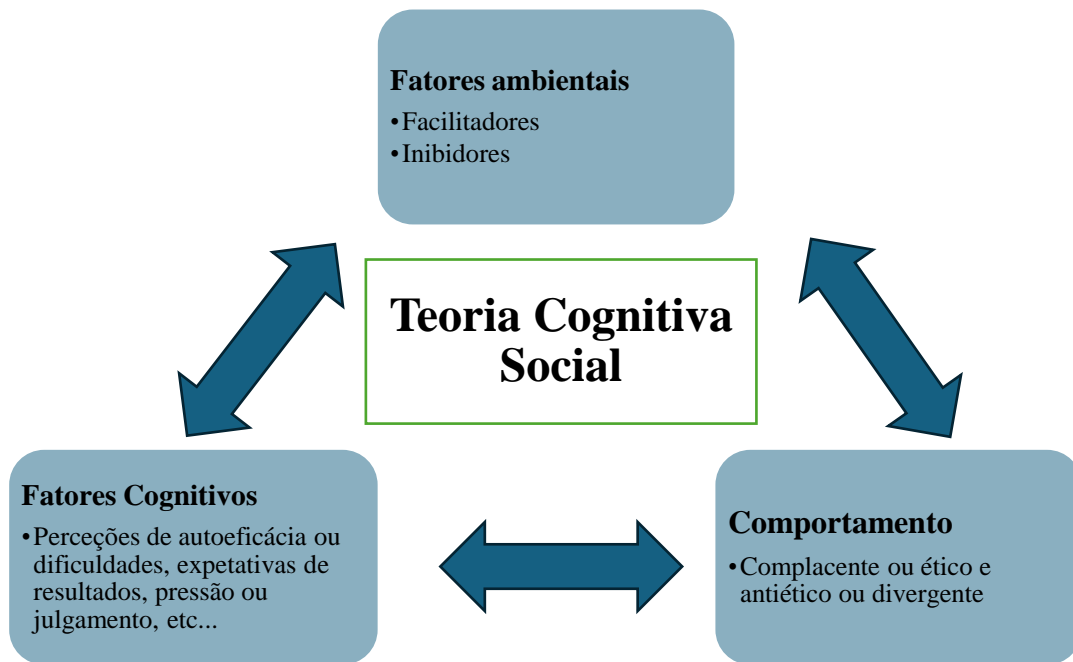 Fatores ambientais
•Facilitadores
•Inibidores
Teoria Cognitiva
Social
Fatores Cognitivos
•Perceções de autoeficácia ou
dificuldades, expetativas de
resultados, pressão ou
julgamento, etc...
Comportamento
•Complacente ou ético e
antiético ou divergente